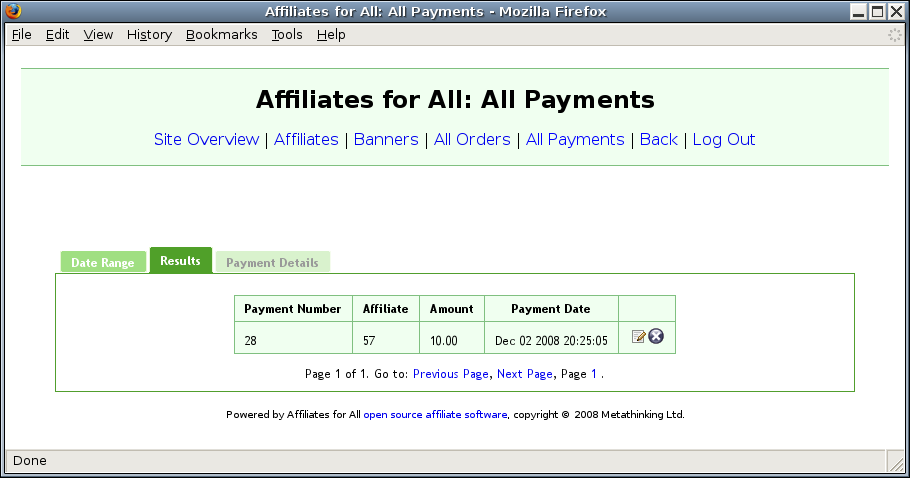 Affiliates for All: All Payments - Mozilla Firefox
File Edit View History Bookmarks Tools Help
Affiliates for All: All Payments
Site Overview | Affiliates | Banners | All Orders | All Payments | Back | Log Out
Date Range Results Payment Details
Payment Number Affiliate Amount Payment Date
28 57 10.00 Dec 02 2008 20:25:05
Page 1 of 1. Go to: Previous Page, Next Page, Page 1 .
Powered by Affiliates for All open source affiliate software, copyright © 2008 Metathinking Ltd.
Done